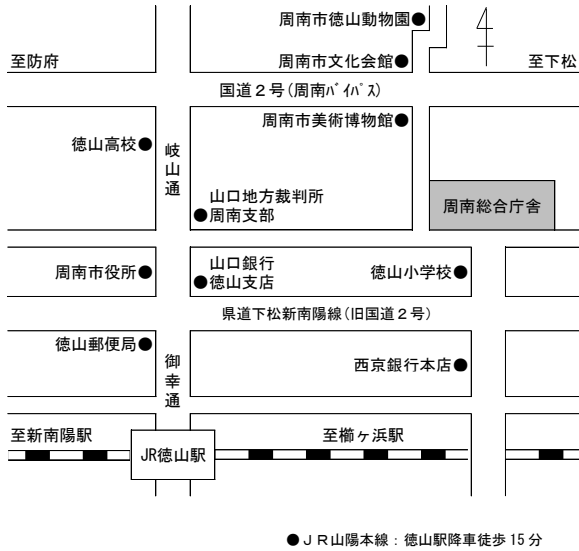 周南市徳山動物園●
至防府
周南市文化会館●
至下松
国道２号(周南ﾊﾞｲﾊﾟｽ)
周南市美術博物館●
徳山高校●
岐山通
山口地方裁判所
●周南支部
周南総合庁舎
周南市役所●
山口銀行
●徳山支店
徳山小学校●
県道下松新南陽線(旧国道２号)
徳山郵便局●
御幸通
西京銀行本店●
至新南陽駅
至櫛ヶ浜駅
JR徳山駅
●ＪＲ山陽本線：徳山駅降車徒歩15分